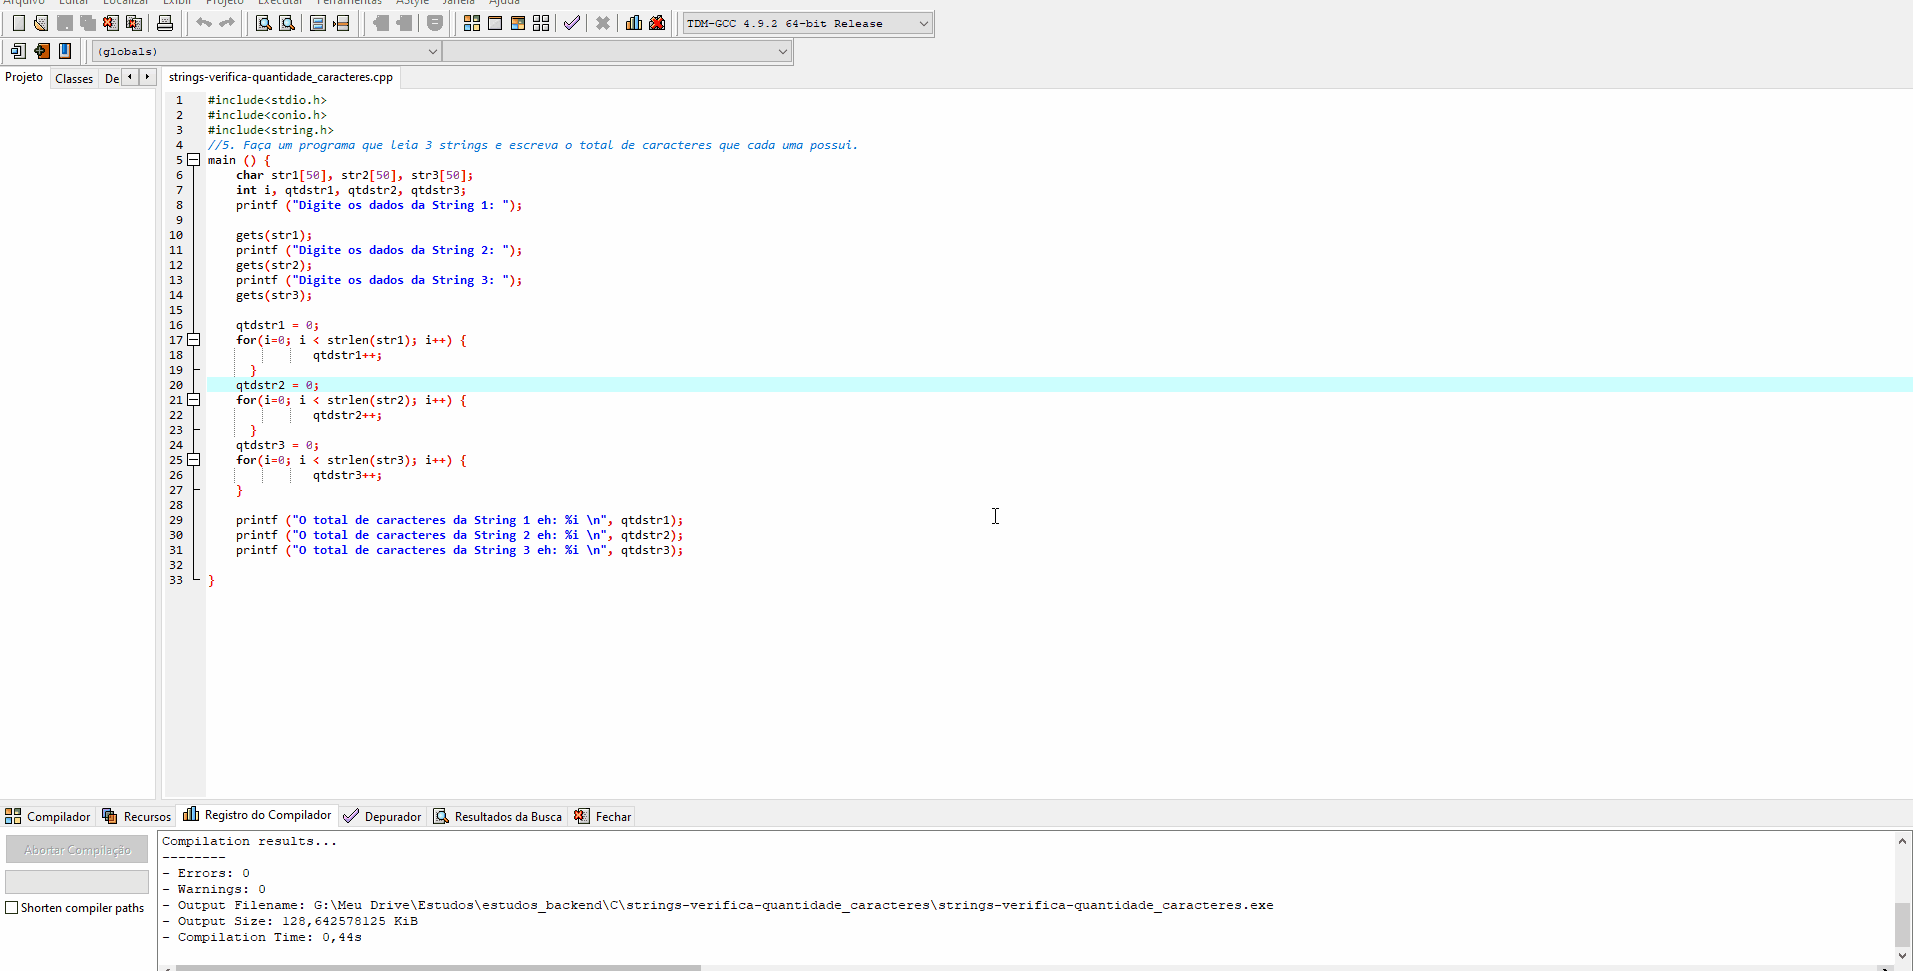 Arquivo Editar Localizar Exibir Projeto Executar Ferramentas AStyle Janela Ajuda
TDM-GCC 4.9.2 64-bit Release
(globals)
Projeto Classes De strings-verifica-quantidade_caracteres.cpp
1 #include<stdio.h>
2 #include<conio.h>
3 #include<string.h>
4 //5. Faça um programa que leia 3 strings e escreva o total de caracteres que cada uma possui.
5 main () {
6 char str1[50], str2[50], str3[50];
7 int i, qtdstr1, qtdstr2, qtdstr3;
8 printf ("Digite os dados da String 1: ");
9
10 gets(str1);
11 printf ("Digite os dados da String 2: ");
12 gets(str2);
13 printf ("Digite os dados da String 3: ");
14 gets(str3);
15
16 qtdstr1 = 0;
17 for(i=0; i < strlen(str1); i++) {
18 qtdstr1++;
19 }
20 qtdstr2 = 0;
21 for(i=0; i < strlen(str2); i++) {
22 qtdstr2++;
23 }
24 qtdstr3 = 0;
25 for(i=0; i < strlen(str3); i++) {
26 qtdstr3++;
27 }
28
29 printf ("O total de caracteres da String 1 eh: %i \n", qtdstr1);
30 printf ("O total de caracteres da String 2 eh: %i \n", qtdstr2);
31 printf ("O total de caracteres da String 3 eh: %i \n", qtdstr3);
32
33 }
Compilador Recursos Registro do Compilador Depurador Resultados da Busca Fechar
Abortar Compilação
Shorten compiler paths
Compilation results...
--------
- Errors: 0
- Warnings: 0
- Output Filename: G:\Meu Drive\Estudos\estudos_backend\C\strings-verifica-quantidade_caracteres\strings-verifica-quantidade_caracteres.exe
- Output Size: 128,642578125 KiB
- Compilation Time: 0,44s